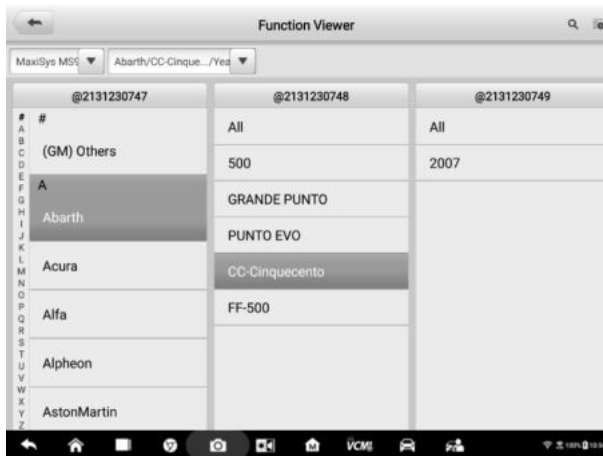 Function Viewer
MaxiSys MS9
Abarth/CC-Cinque.../Yea
@2131230747
@2131230748
@2131230749
#
A
B
C
D
E
F
G
H
I
J
K
L
M
N
O
P
Q
R
S
T
U
V
W
X
Y
Z
#
(GM) Others
A
Abarth
Acura
Alfa
Alpheon
AstonMartin
All
500
GRANDE PUNTO
PUNTO EVO
CC-Cinquecento
FF-500
All
2007
M
VCMI
100%